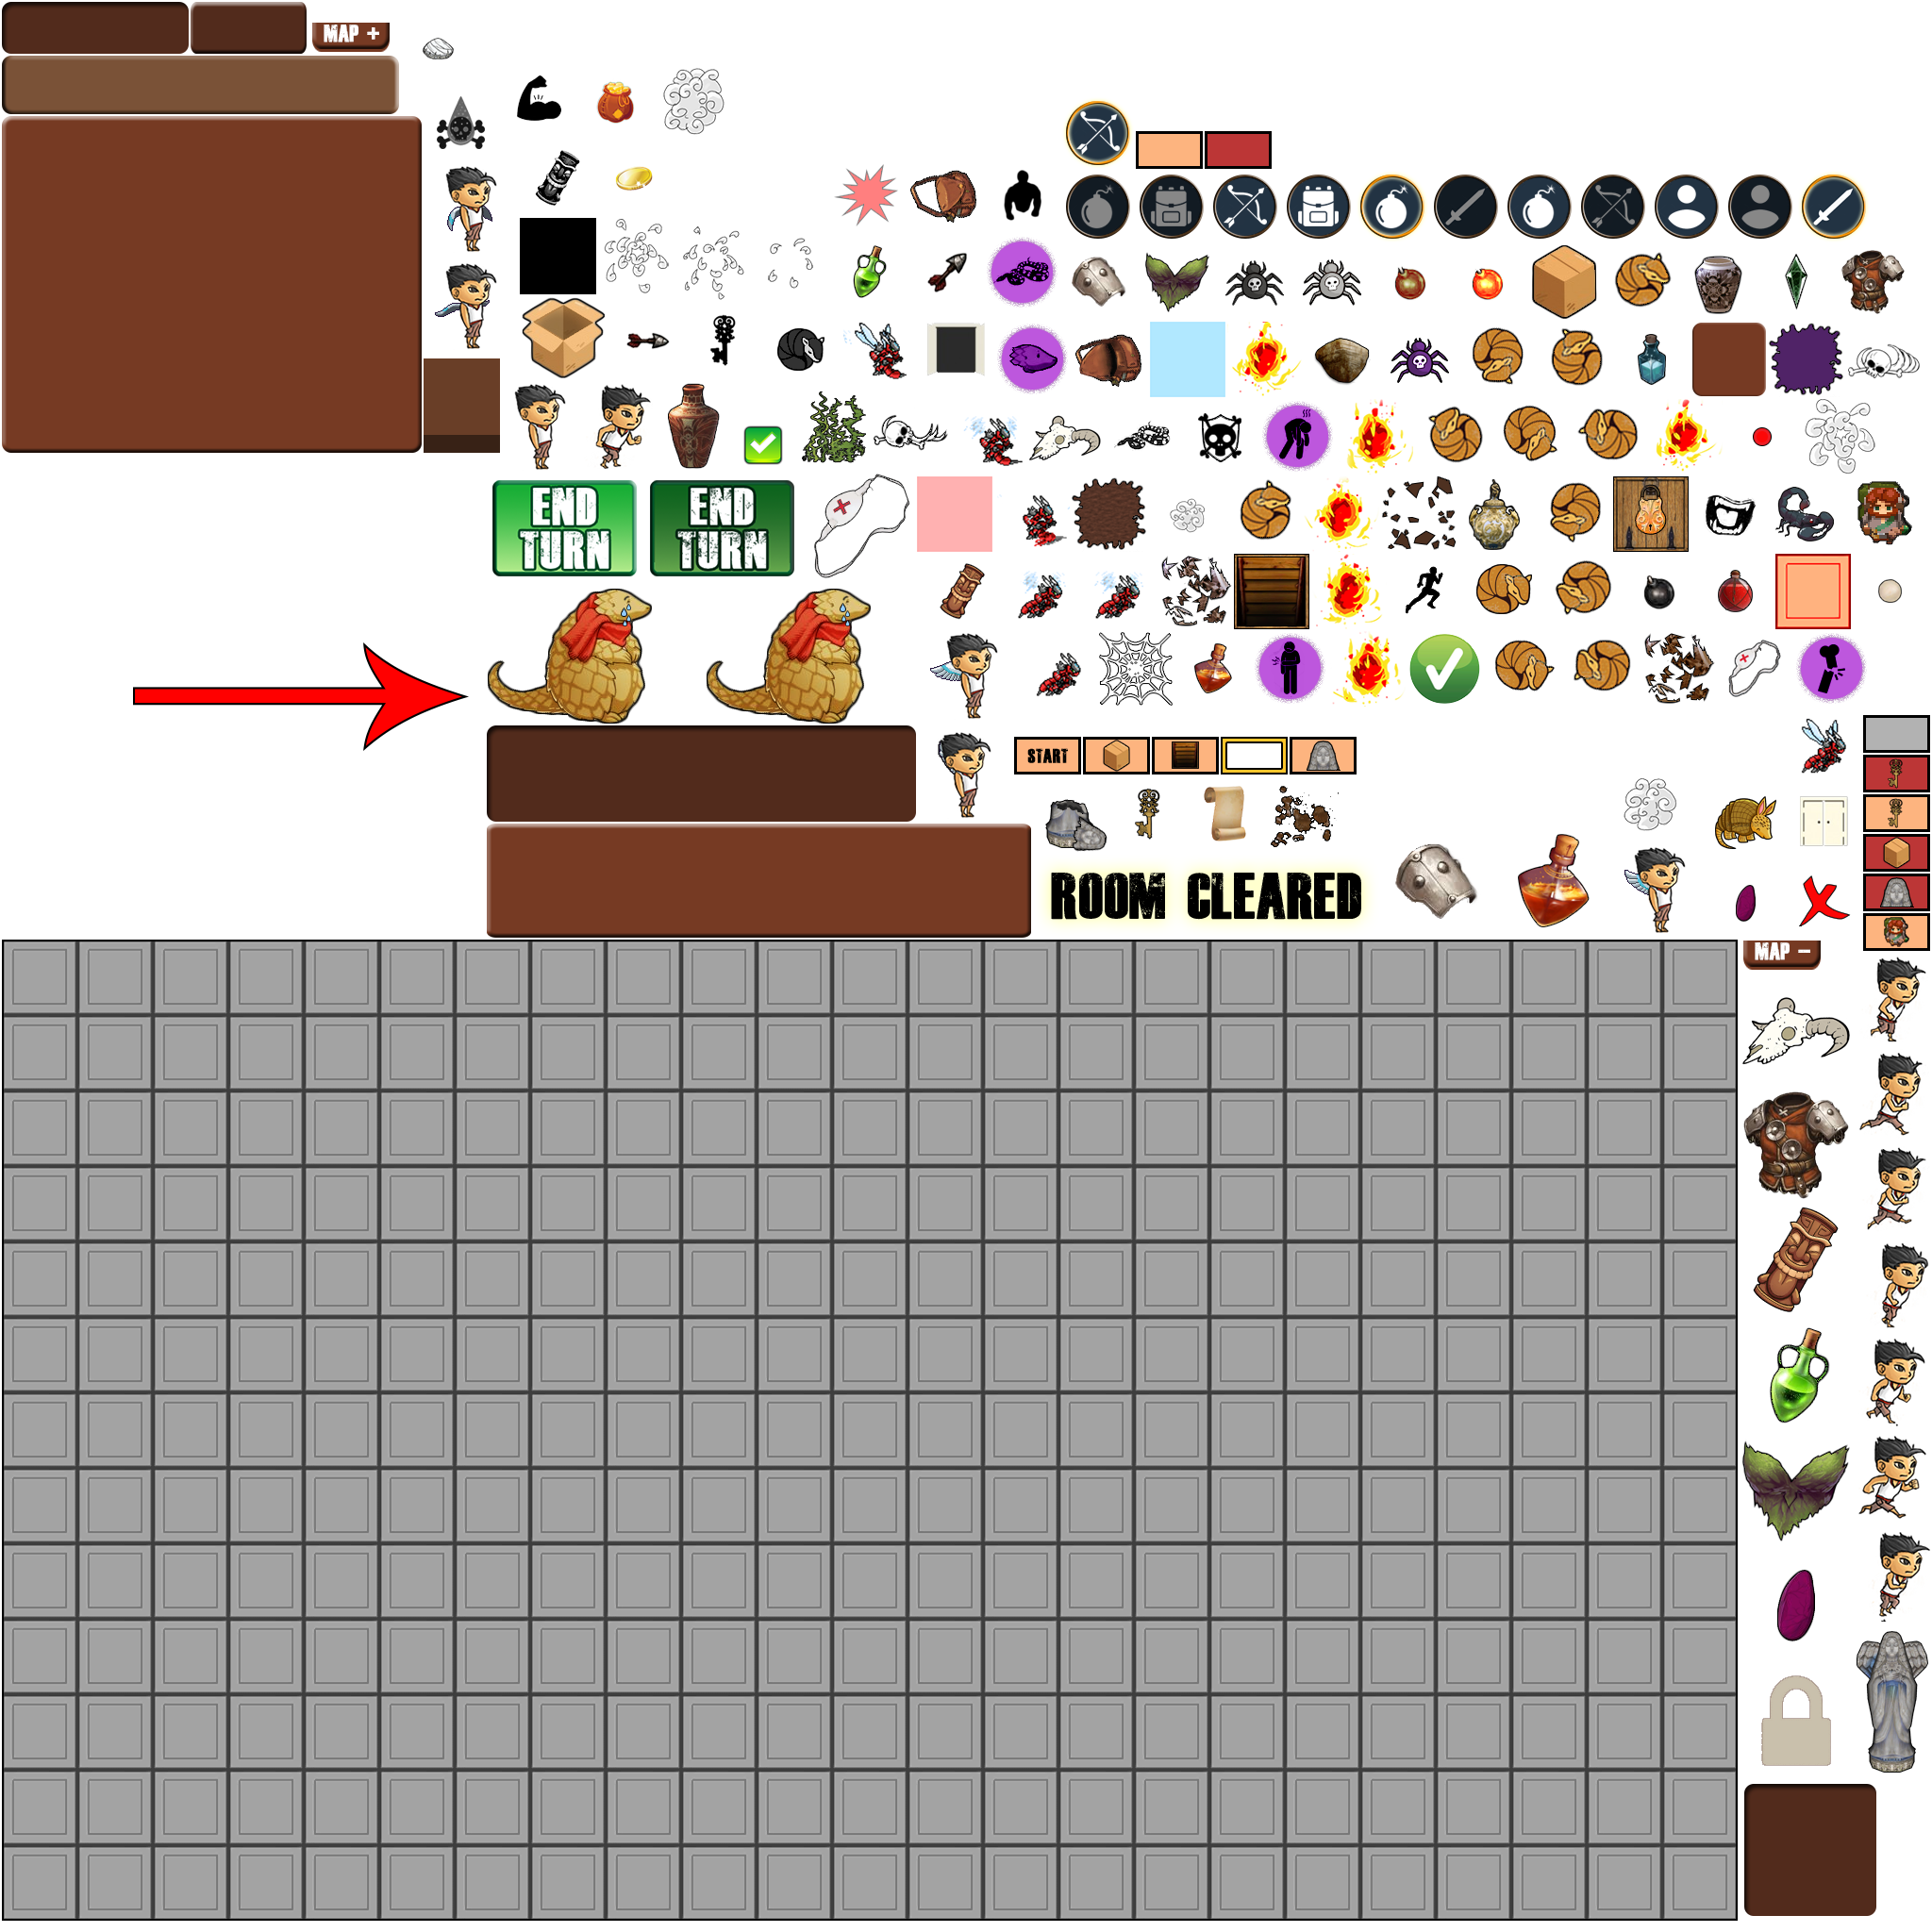 MAP +
END
TURN
END
TURN
START
ROOM CLEARED
MAP -